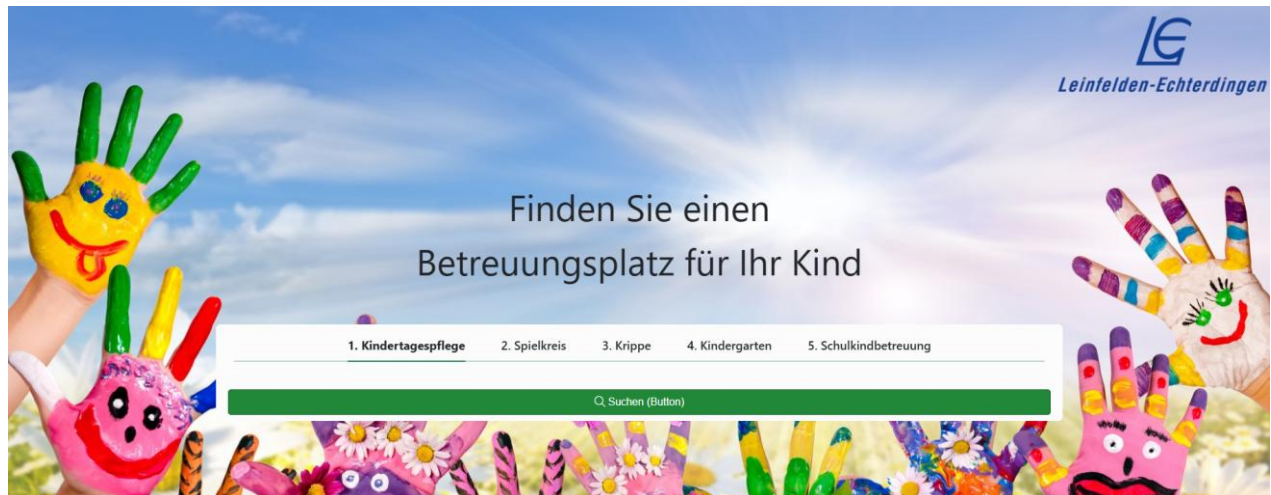 LE
Leinfelden-Echterdingen
Finden Sie einen
Betreuungsplatz für Ihr Kind
1. Kindertagespflege 2. Spielkreis 3. Krippe 4. Kindergarten 5. Schulkindbetreuung
Suchen (Button)